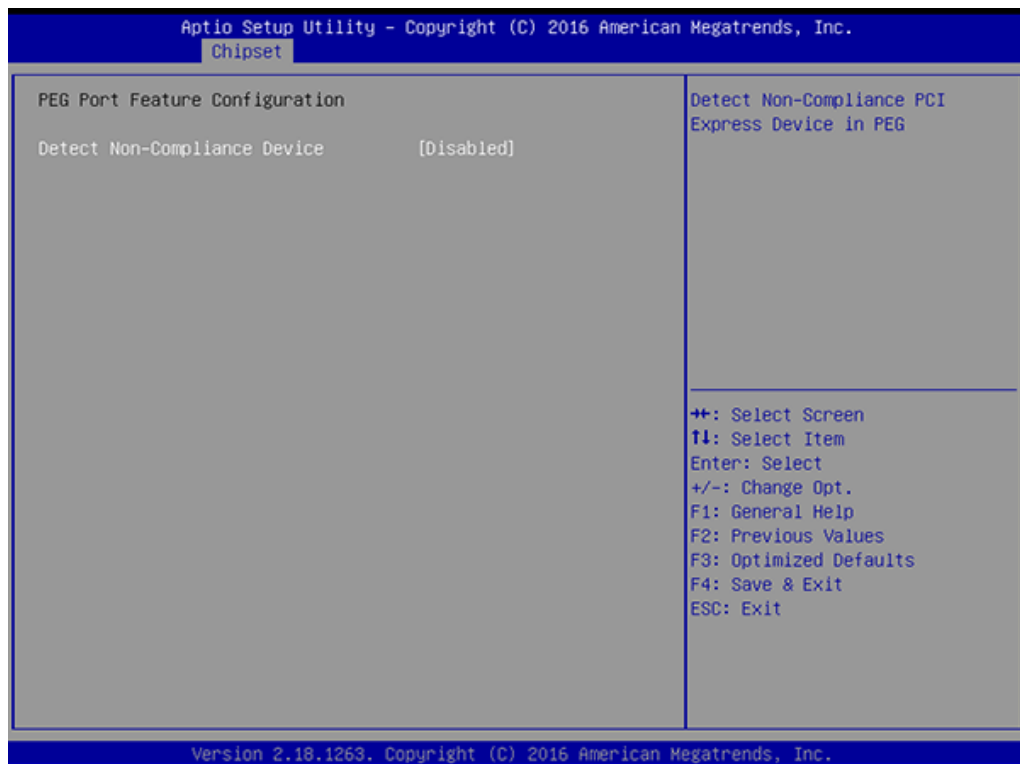 Aptio Setup Utility – Copyright (C) 2016 American Megatrends, Inc.
Chipset
PEG Port Feature Configuration
Detect Non-Compliance Device [Disabled]
Detect Non-Compliance PCI
Express Device in PEG
→←: Select Screen
↑↓: Select Item
Enter: Select
+/-: Change Opt.
F1: General Help
F2: Previous Values
F3: Optimized Defaults
F4: Save & Exit
ESC: Exit
Version 2.18.1263. Copyright (C) 2016 American Megatrends, Inc.